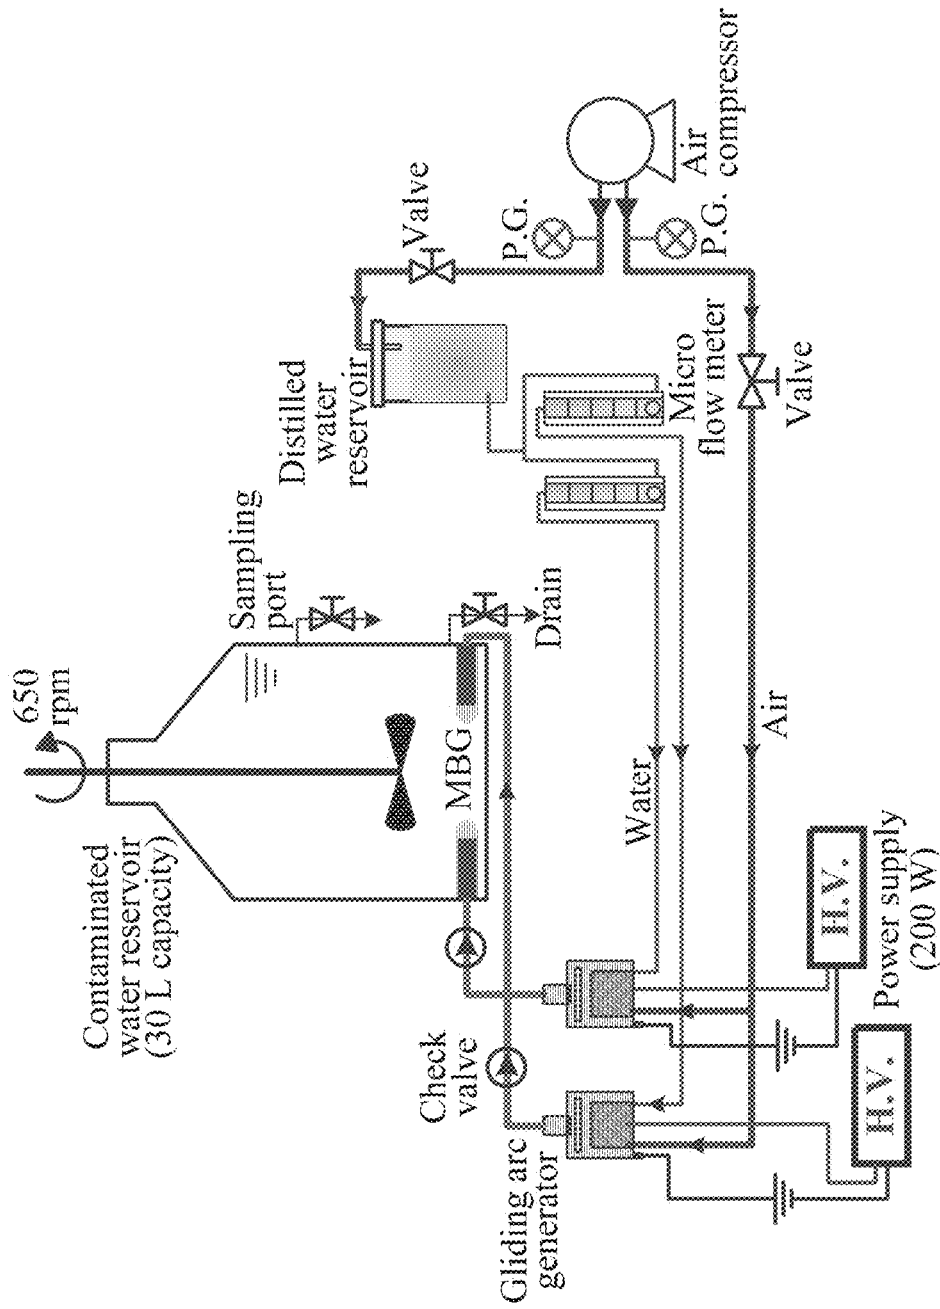 650
rpm
Contaminated
water reservoir
(30 L capacity)
Sampling
port
Distilled
water
reservoir
Valve
P.G.
Air
compressor
P.G.
Micro
flow meter
Valve
Drain
MBG
Check
valve
Gliding arc
generator
Water
Air
H.V.
H.V.
Power supply
(200 W)